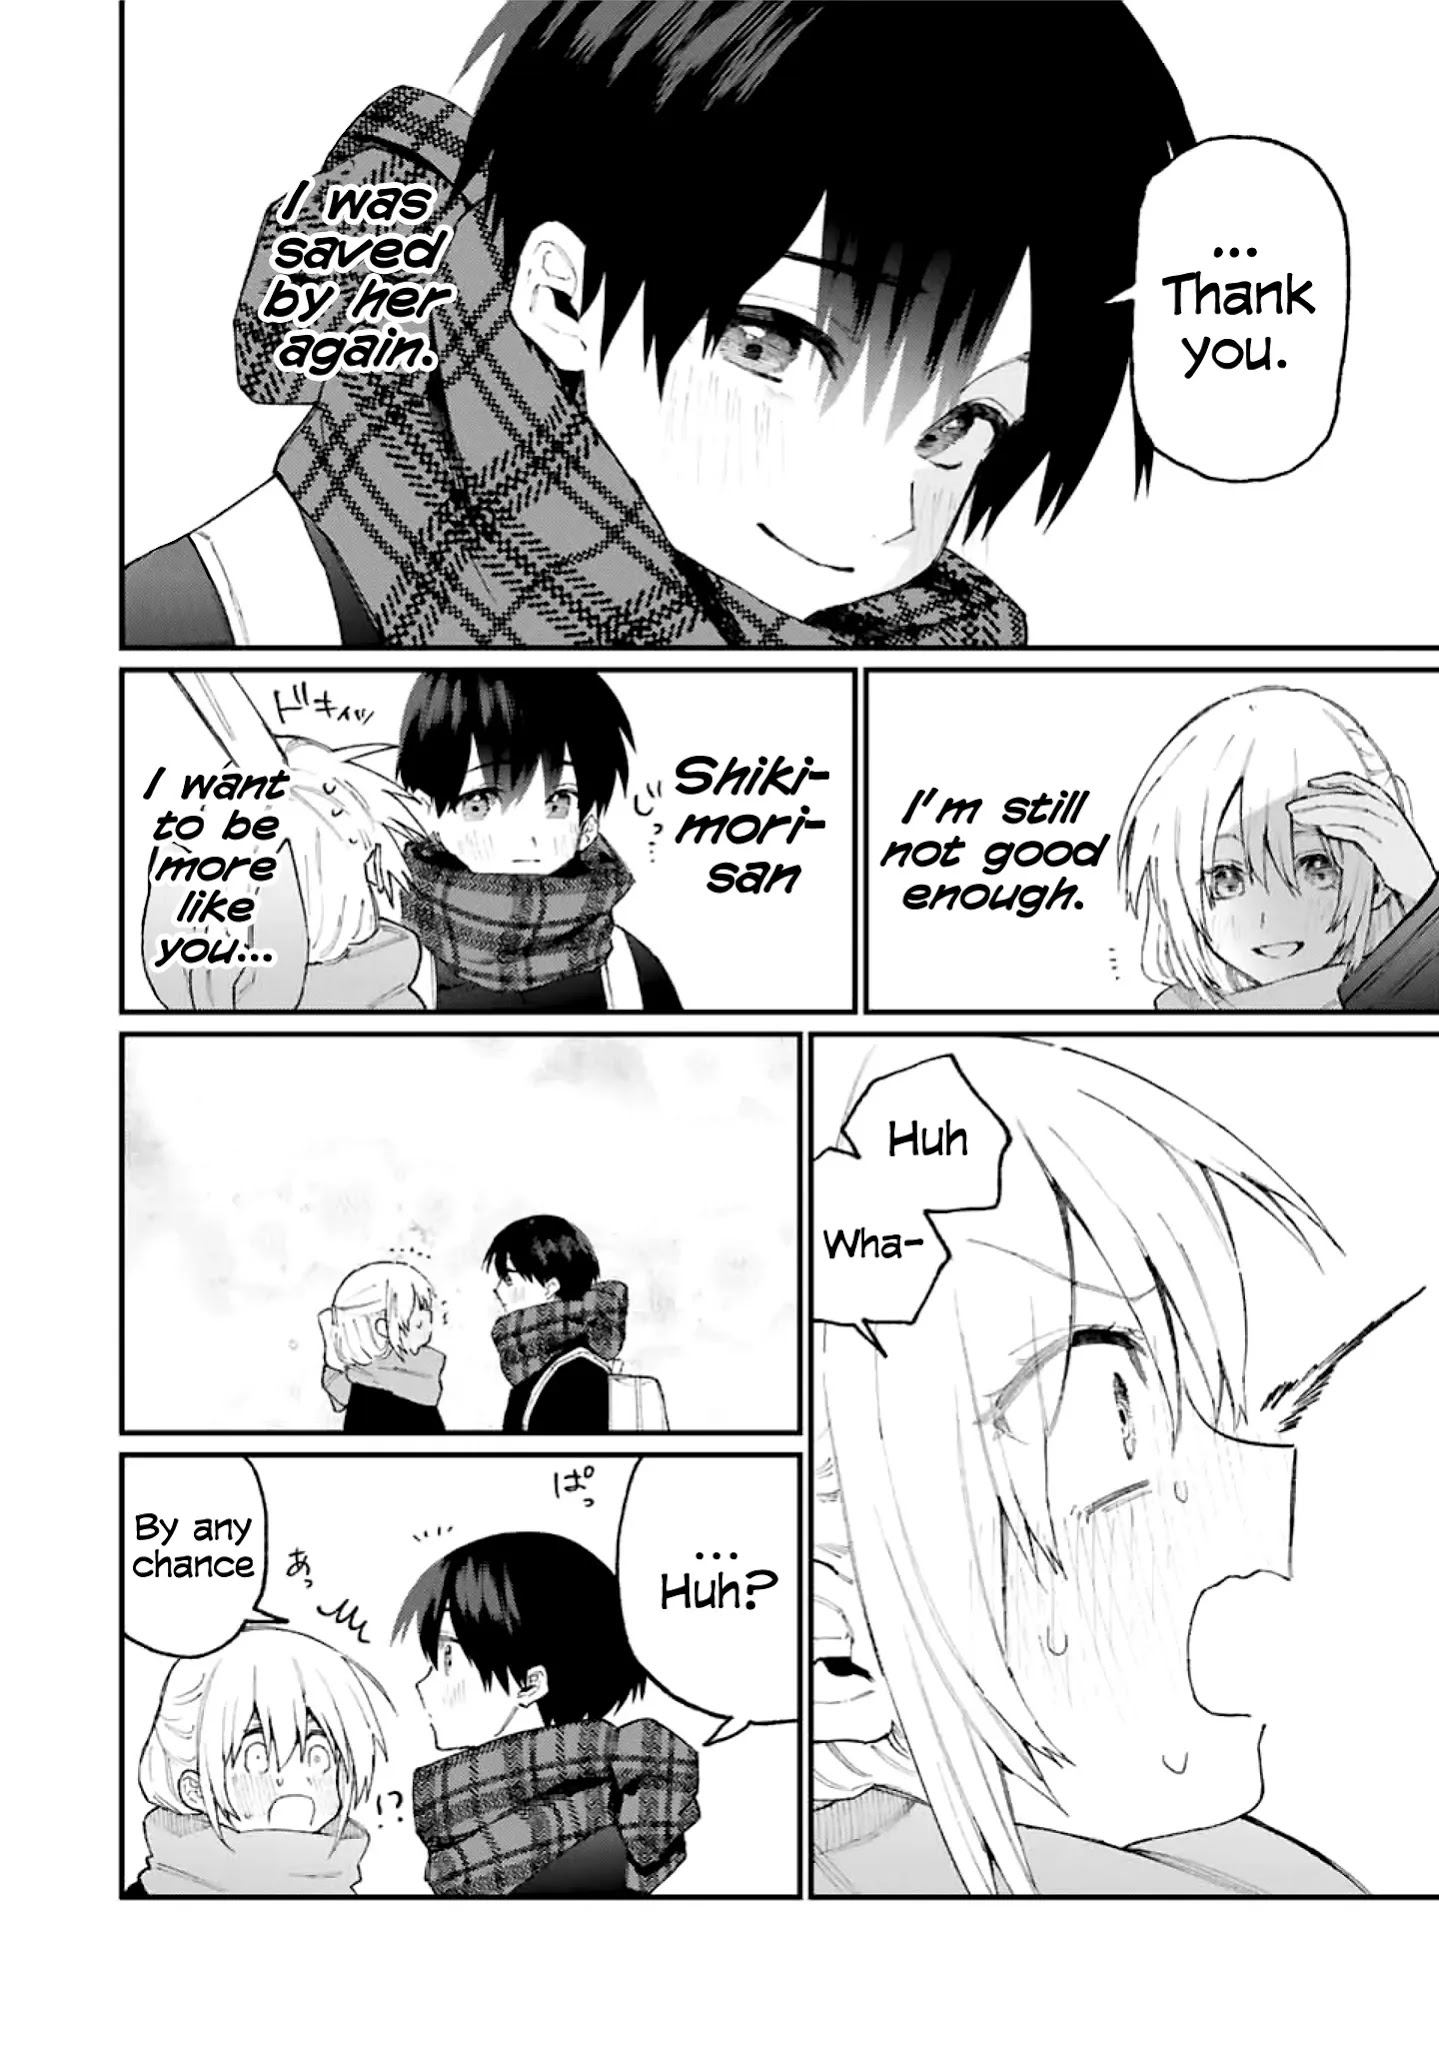 ...
Thank
you.
I was
saved
by her
again.
I'm still
not good
enough.
Shiki-
mori-
san
じっ
ドキィッ
I want
to be
more
like
you...
Huh
Wha-
...
Huh?
ぱっ
あっ
By any
chance
!?